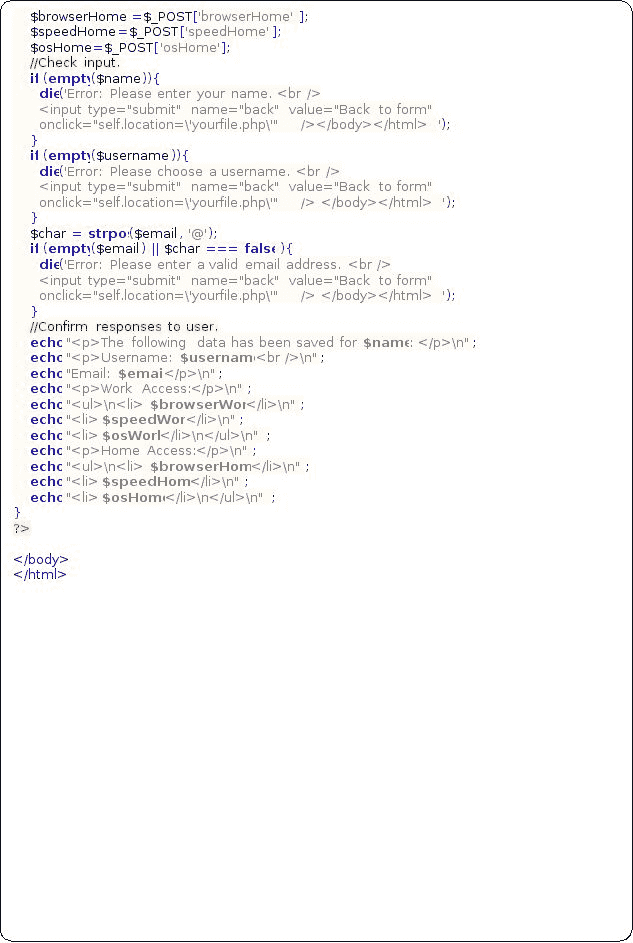 $browserHome =$_POST['browserHome' ];
$speedHome=$_POST['speedHome' ];
$osHome=$_POST['osHome'];
//Check input.
if (empty($name)){
die('Error: Please enter your name. <br />
<input type="submit" name="back" value="Back to form"
onclick="self.location=\'yourfile.php\'" /></body></html> ');
}
if (empty($username)){
die('Error: Please choose a username. <br />
<input type="submit" name="back" value="Back to form"
onclick="self.location=\'yourfile.php\'" /> </body></html> ');
}
$char = strpos($email, '@');
if (empty($email) || $char === false ){
die('Error: Please enter a valid email address. <br />
<input type="submit" name="back" value="Back to form"
onclick="self.location=\'yourfile.php\'" /> </body></html> ');
}
//Confirm responses to user.
echo "<p>The following data has been saved for $name: </p>\n";
echo "<p>Username: $username<br />\n";
echo "Email: $email</p>\n";
echo "<p>Work Access:</p>\n" ;
echo "<ul>\n<li> $browserWork</li>\n" ;
echo "<li> $speedWork</li>\n" ;
echo "<li> $osWork</li>\n</ul>\n" ;
echo "<p>Home Access:</p>\n" ;
echo "<ul>\n<li> $browserHome</li>\n" ;
echo "<li> $speedHome</li>\n" ;
echo "<li> $osHome</li>\n</ul>\n" ;
}
?>
</body>
</html>